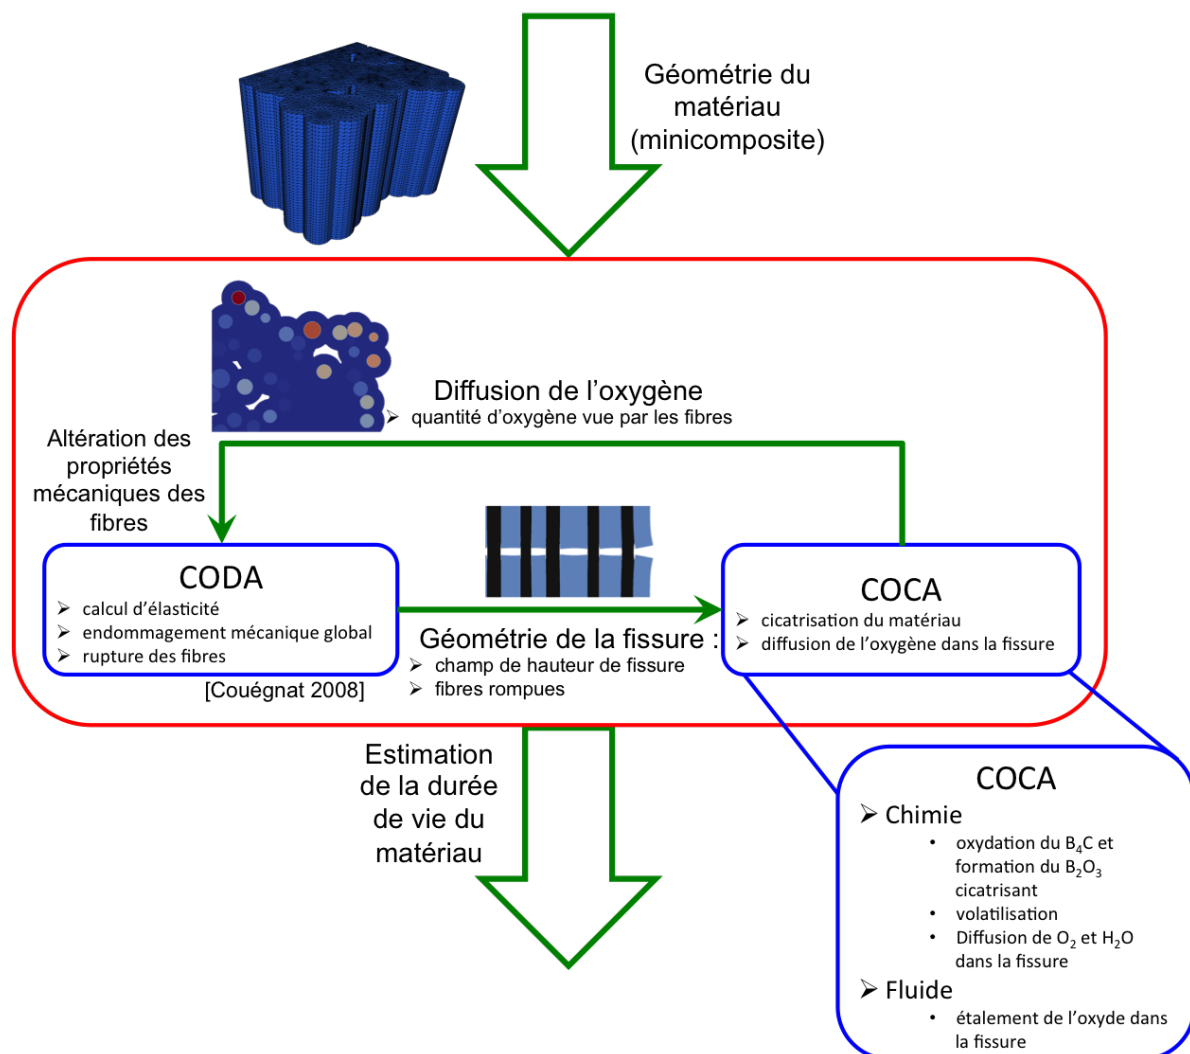 Géométrie du
matériau
(minicomposite)
Diffusion de l'oxygène
➢ quantité d'oxygène vue par les fibres
Altération des
propriétés
mécaniques des
fibres
CODA
➢ calcul d'élasticité
➢ endommagement mécanique global
➢ rupture des fibres
[Couégnat 2008]
Géométrie de la fissure :
➢ champ de hauteur de fissure
➢ fibres rompues
COCA
➢ cicatrisation du matériau
➢ diffusion de l'oxygène dans la fissure
Estimation
de la durée
de vie du
matériau
COCA
➢ Chimie
• oxydation du B₄C et
formation du B₂O₃
cicatrisant
• volatilisation
• Diffusion de O₂ et H₂O
dans la fissure
➢ Fluide
• étalement de l'oxyde dans
la fissure